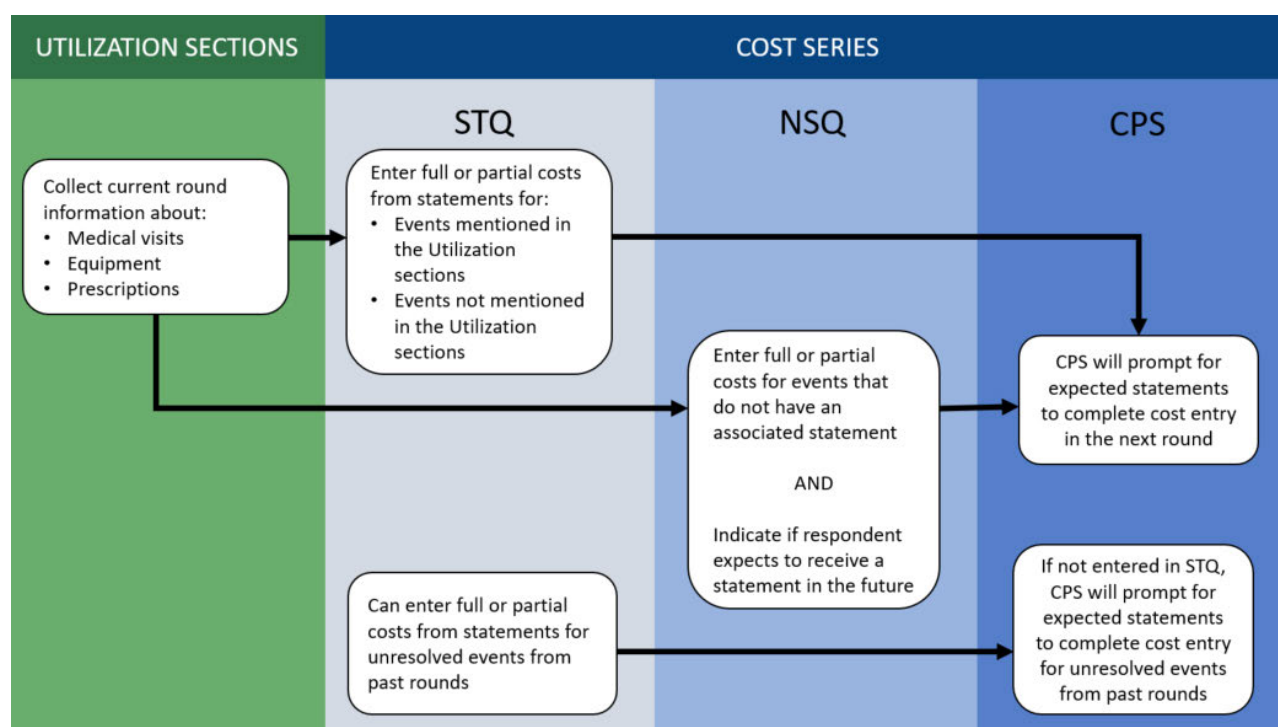 UTILIZATION SECTIONS
COST SERIES
STQ
NSQ
CPS
Collect current round
information about:
• Medical visits
• Equipment
• Prescriptions
Enter full or partial costs
from statements for:
• Events mentioned in
the Utilization
sections
• Events not mentioned
in the Utilization
sections
Enter full or partial
costs for events that
do not have an
associated statement
AND
Indicate if respondent
expects to receive a
statement in the future
CPS will prompt for
expected statements
to complete cost entry
in the next round
Can enter full or partial
costs from statements for
unresolved events from
past rounds
If not entered in STQ,
CPS will prompt for
expected statements
to complete cost entry
for unresolved events
from past rounds